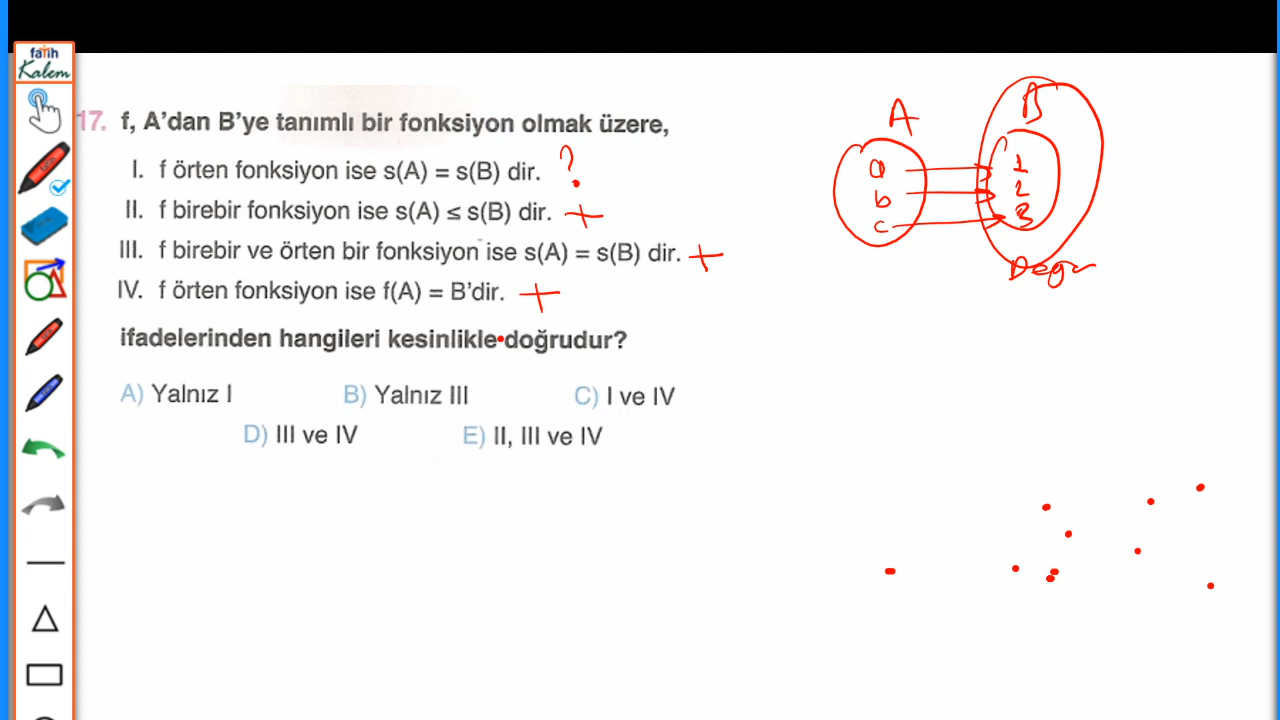 fatih
Kalem
17. f, A'dan B'ye tanımlı bir fonksiyon olmak üzere,
I. f örten fonksiyon ise s(A) = s(B) dir. ?
II. f birebir fonksiyon ise s(A) ≤ s(B) dir. +
III. f birebir ve örten bir fonksiyon ise s(A) = s(B) dir. +
IV. f örten fonksiyon ise f(A) = B'dir. +
ifadelerinden hangileri kesinlikle doğrudur?
A) Yalnız I B) Yalnız III C) I ve IV
D) III ve IV E) II, III ve IV
A B
a 1
b 2
c 3